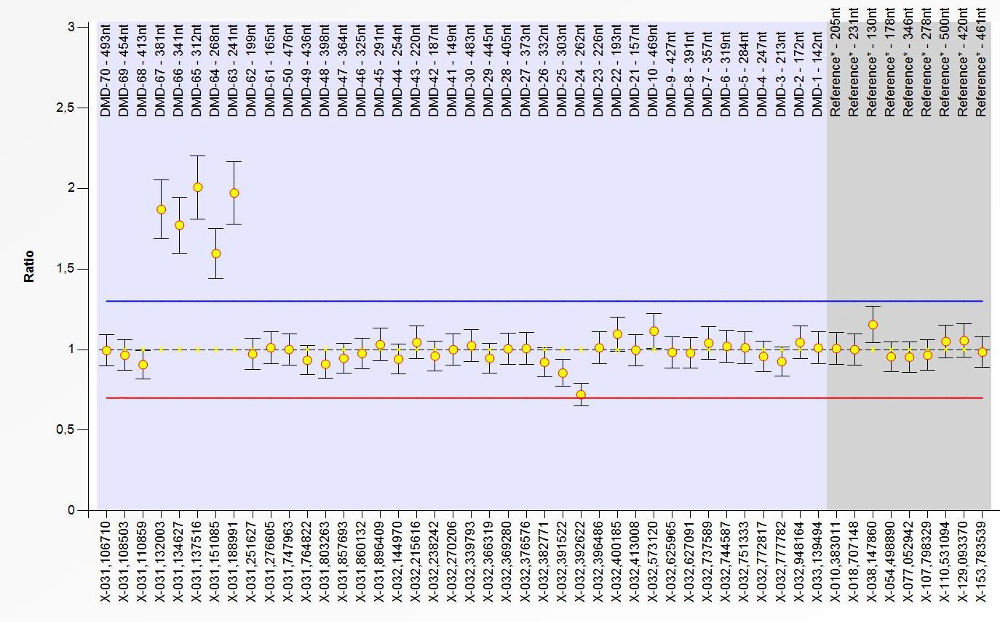 3
2,5
2
1,5
1
0,5
0
Ratio
DMD-70 - 493nt
DMD-69 - 454nt
DMD-68 - 413nt
DMD-67 - 381nt
DMD-66 - 341nt
DMD-65 - 312nt
DMD-64 - 268nt
DMD-63 - 241nt
DMD-62 - 199nt
DMD-61 - 165nt
DMD-50 - 476nt
DMD-49 - 436nt
DMD-48 - 398nt
DMD-47 - 364nt
DMD-46 - 325nt
DMD-45 - 291nt
DMD-44 - 254nt
DMD-43 - 220nt
DMD-42 - 187nt
DMD-41 - 149nt
DMD-30 - 483nt
DMD-29 - 445nt
DMD-28 - 405nt
DMD-27 - 373nt
DMD-26 - 332nt
DMD-25 - 303nt
DMD-24 - 262nt
DMD-23 - 226nt
DMD-22 - 193nt
DMD-21 - 157nt
DMD-10 - 469nt
DMD-9 - 427nt
DMD-8 - 391nt
DMD-7 - 357nt
DMD-6 - 319nt
DMD-5 - 284nt
DMD-4 - 247nt
DMD-3 - 213nt
DMD-2 - 172nt
DMD-1 - 142nt
Reference* - 205nt
Reference* - 231nt
Reference* - 130nt
Reference* - 178nt
Reference* - 346nt
Reference* - 278nt
Reference* - 500nt
Reference* - 420nt
Reference* - 461nt
X-031,106710
X-031,108503
X-031,110859
X-031,132003
X-031,134627
X-031,137516
X-031,151085
X-031,188991
X-031,251627
X-031,276605
X-031,747963
X-031,764822
X-031,803263
X-031,857693
X-031,860132
X-031,896409
X-032,144970
X-032,215616
X-032,238242
X-032,270206
X-032,339793
X-032,366319
X-032,369280
X-032,376576
X-032,382771
X-032,391522
X-032,392622
X-032,396486
X-032,400185
X-032,413008
X-032,573120
X-032,625965
X-032,627091
X-032,737589
X-032,744587
X-032,751333
X-032,772817
X-032,777782
X-032,948164
X-033,139494
X-010,383011
X-018,707148
X-038,147860
X-054,498890
X-077,052942
X-107,798329
X-110,531094
X-129,093370
X-153,783539